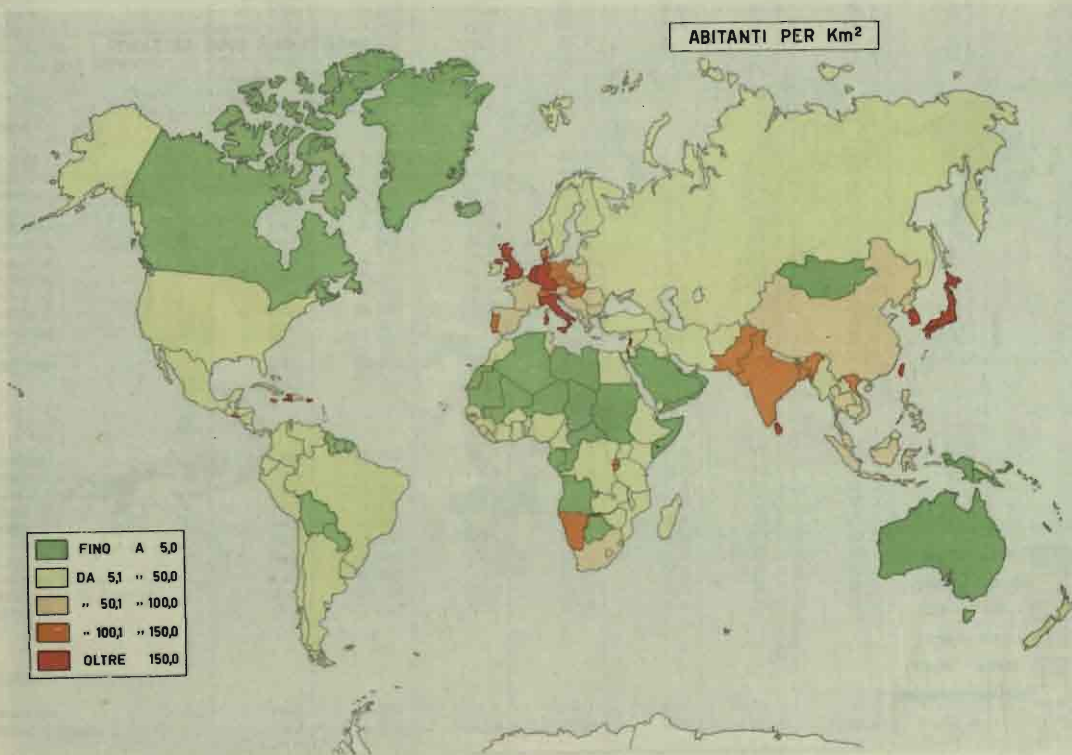 ABITANTI PER Km²
FINO A 5,0
DA 5,1 " 50,0
" 50,1 " 100,0
" 100,1 " 150,0
OLTRE 150,0